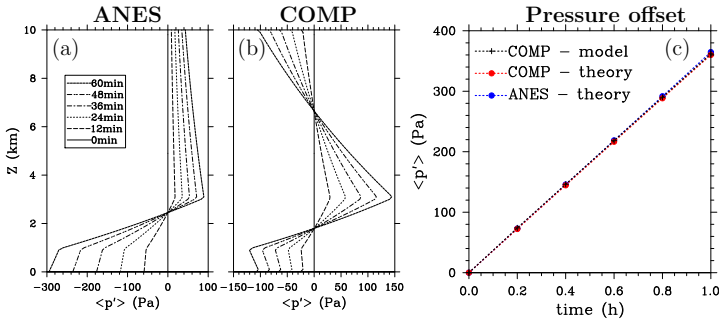 ANES
COMP
Pressure offset
(a)
(b)
(c)
10
8
6
4
2
0
Z (km)
60min
48min
36min
24min
12min
0min
-300 -200 -100 0 100
<p'> (Pa)
-150 -100 -50 0 50 100 150
<p'> (Pa)
COMP - model
COMP - theory
ANES - theory
400
300
200
100
0
<p'> (Pa)
0.0 0.2 0.4 0.6 0.8 1.0
time (h)